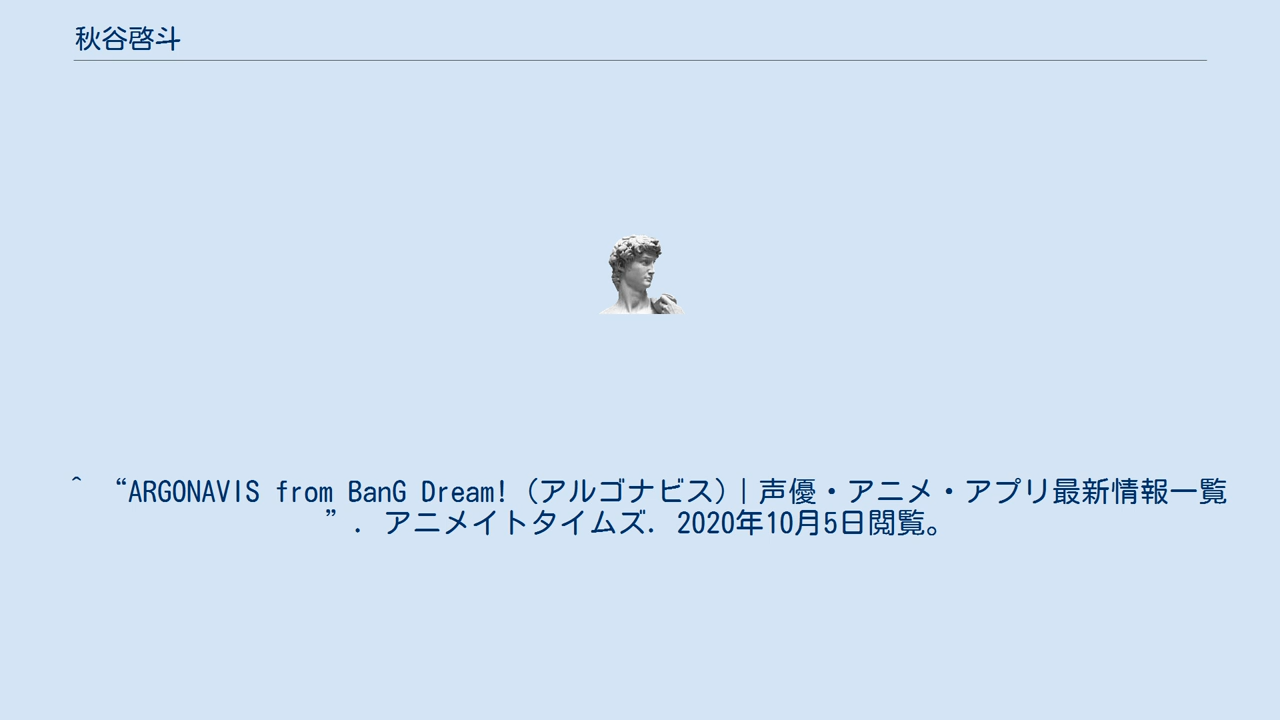 秋谷啓斗
^ “ARGONAVIS from BanG Dream!（アルゴナビス）| 声優・アニメ・アプリ最新情報一覧
”. アニメイトタイムズ. 2020年10月5日閲覧。